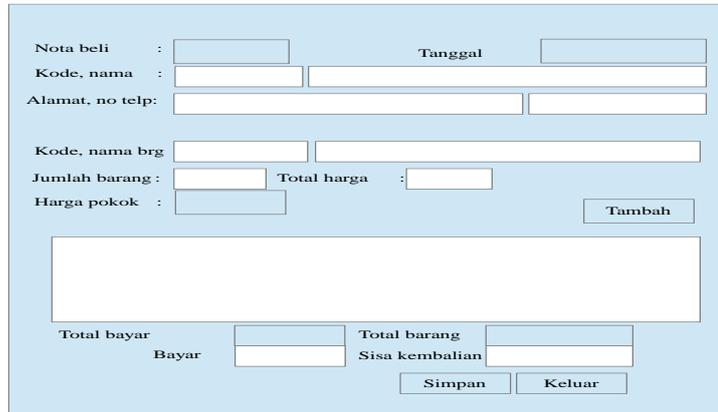 Nota beli : Tanggal
Kode, nama :
Alamat, no telp:
Kode, nama brg
Jumlah barang : Total harga :
Harga pokok :
Tambah
Total bayar Total barang
Bayar Sisa kembalian
Simpan Keluar